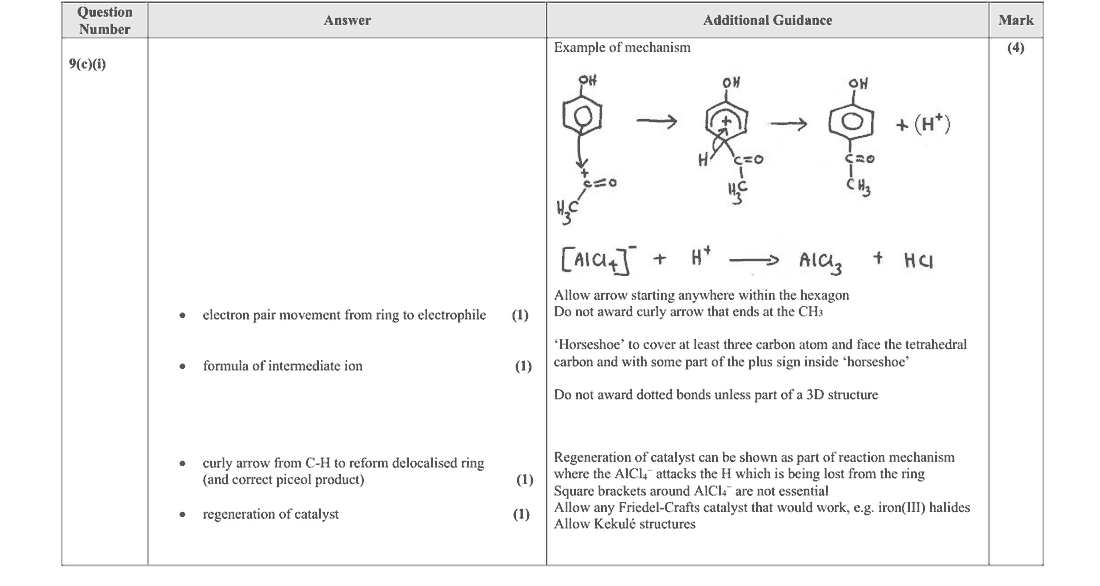 Question Number
Answer
Additional Guidance
Mark
9(c)(i)
Example of mechanism
(4)
OH
OH
OH
+
+ (H⁺)
H
C=O
C=O
+
C=O
H₃C
CH₃
H₃C
[AlCl₄]⁻ + H⁺ → AlCl₃ + HCl
• electron pair movement from ring to electrophile (1)
Allow arrow starting anywhere within the hexagon
Do not award curly arrow that ends at the CH₃
• formula of intermediate ion (1)
‘Horseshoe’ to cover at least three carbon atom and face the tetrahedral
carbon and with some part of the plus sign inside ‘horseshoe’
Do not award dotted bonds unless part of a 3D structure
• curly arrow from C-H to reform delocalised ring
(and correct piceol product) (1)
Regeneration of catalyst can be shown as part of reaction mechanism
where the AlCl₄⁻ attacks the H which is being lost from the ring
Square brackets around AlCl₄⁻ are not essential
• regeneration of catalyst (1)
Allow any Friedel-Crafts catalyst that would work, e.g. iron(III) halides
Allow Kekulé structures